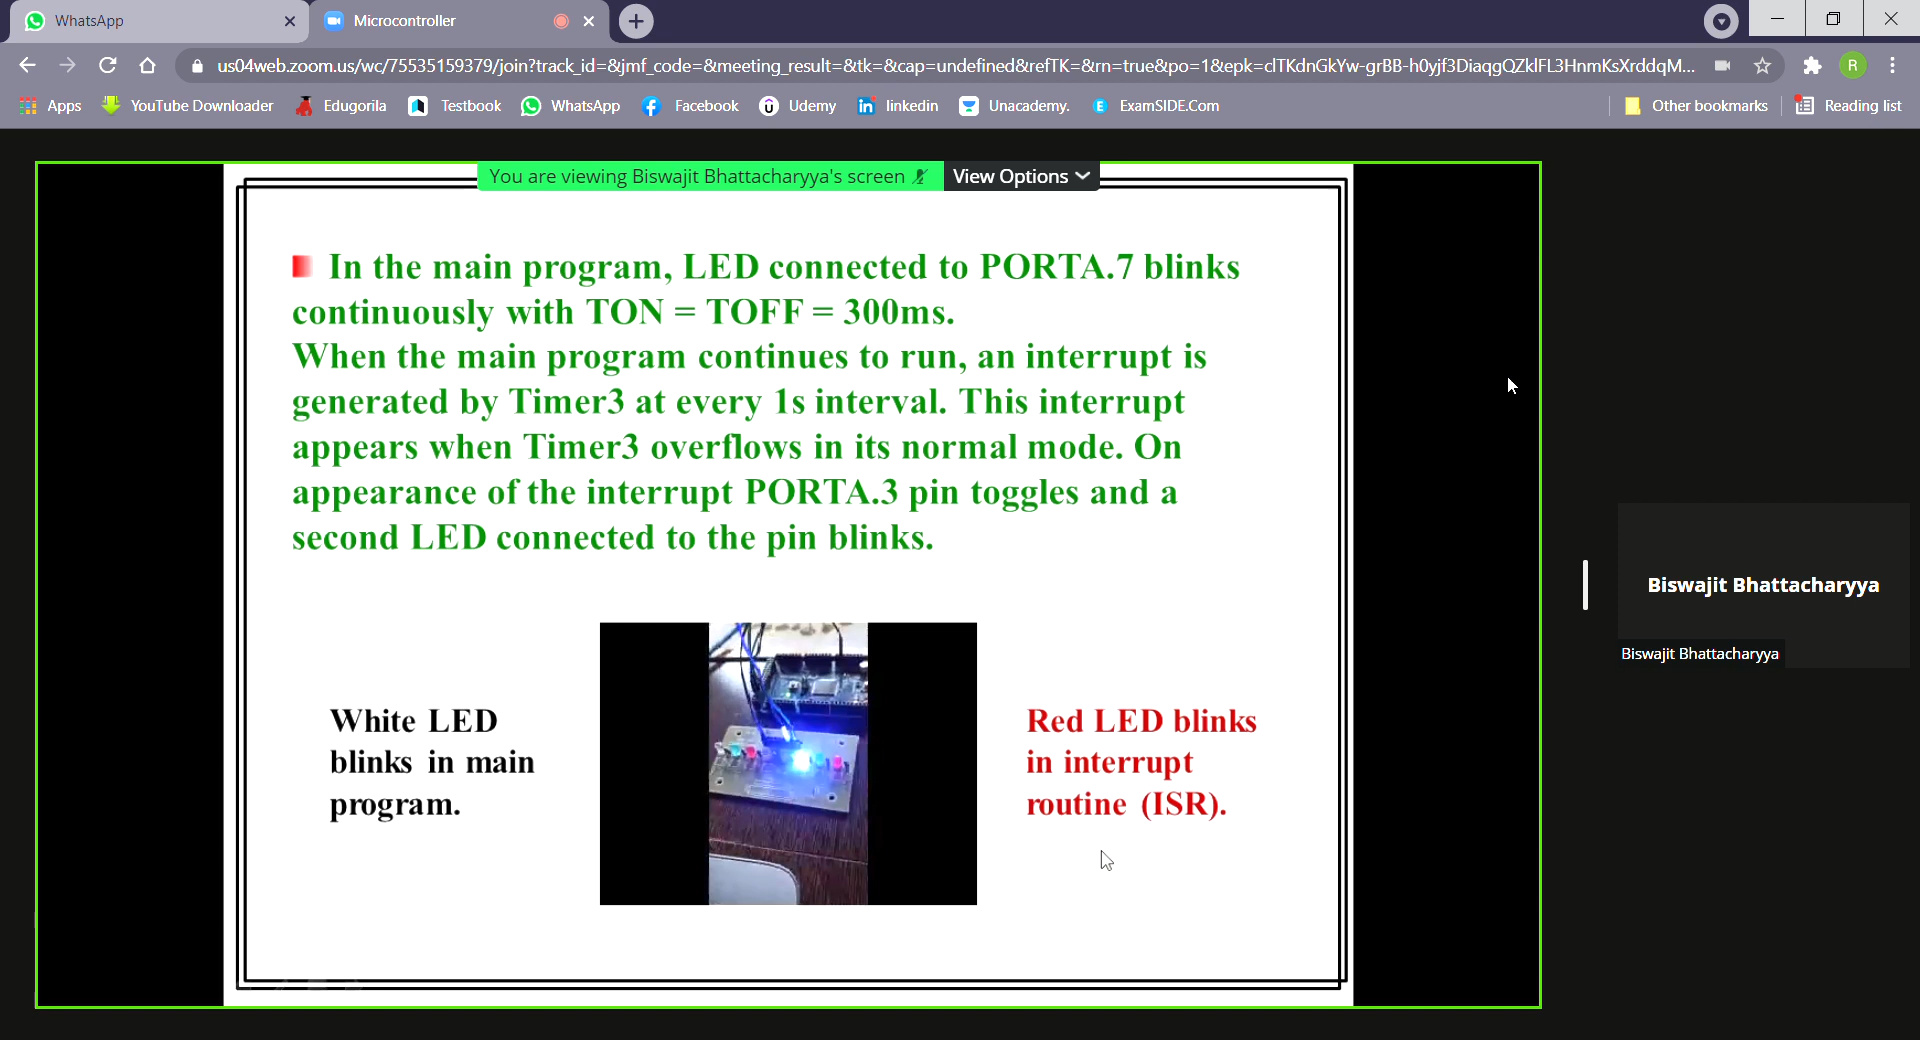 WhatsApp
Microcontroller
us04web.zoom.us/wc/75535159379/join?track_id=&jmf_code=&meeting_result=&tk=&cap=undefined&refTK=&rn=true&po=1&epk=clTKdnGkYw-grBB-h0yjf3DiaqgQZklFL3HnmKsXrddqM...
R
Apps YouTube Downloader Edugorila Testbook WhatsApp Facebook Udemy linkedin Unacademy. ExamSIDE.Com Other bookmarks Reading list
You are viewing Biswajit Bhattacharyya's screen View Options
In the main program, LED connected to PORTA.7 blinks
continuously with TON = TOFF = 300ms.
When the main program continues to run, an interrupt is
generated by Timer3 at every 1s interval. This interrupt
appears when Timer3 overflows in its normal mode. On
appearance of the interrupt PORTA.3 pin toggles and a
second LED connected to the pin blinks.
White LED
blinks in main
program.
Red LED blinks
in interrupt
routine (ISR).
Biswajit Bhattacharyya
Biswajit Bhattacharyya